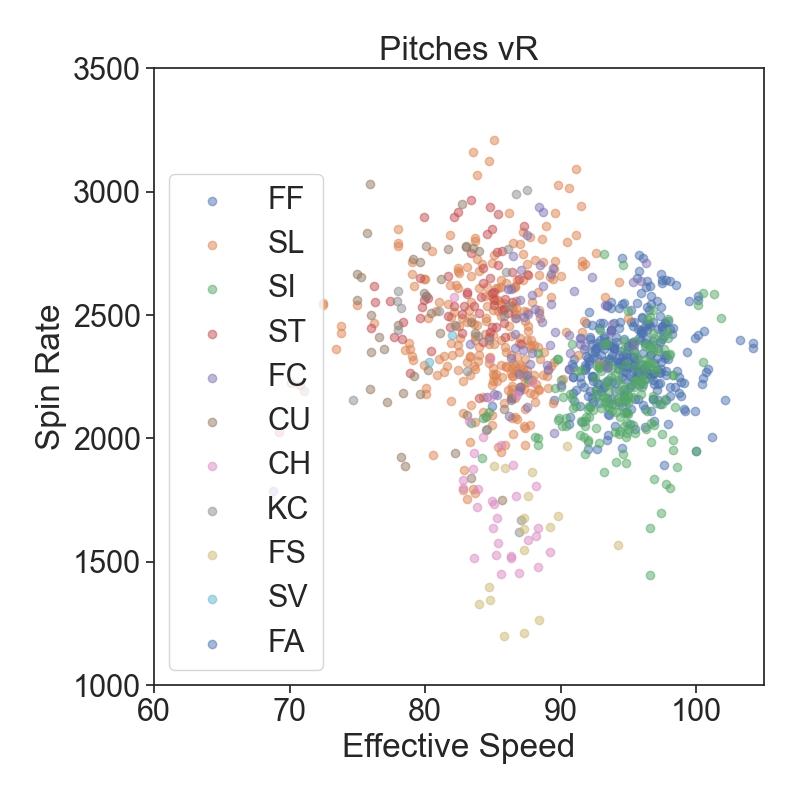 Pitches vR
3500
3000
2500
2000
1500
1000
Spin Rate
FF
SL
SI
ST
FC
CU
CH
KC
FS
SV
FA
60 70 80 90 100
Effective Speed